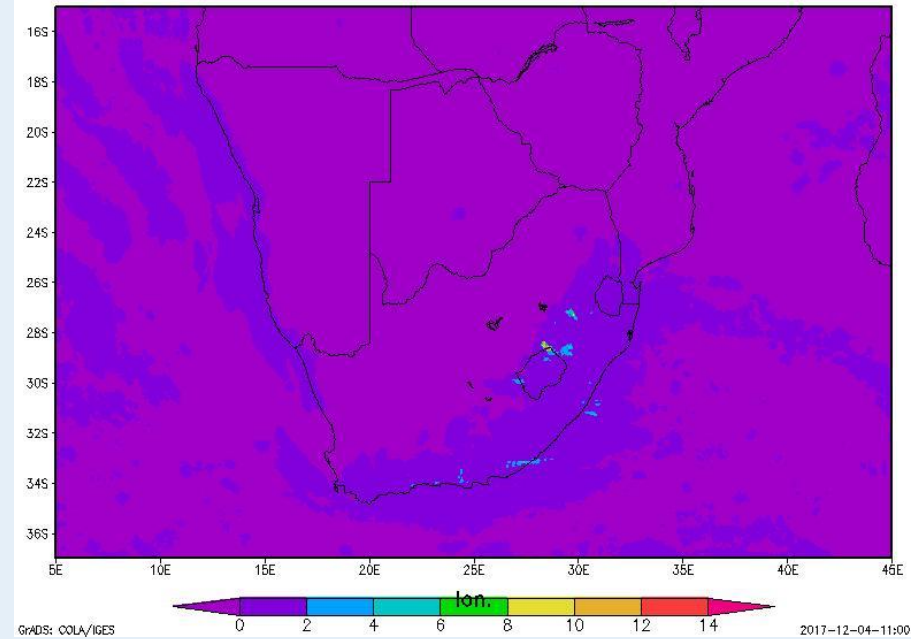 16S
18S
20S
22S
24S
26S
28S
30S
32S
34S
36S
5E 10E 15E 20E 25E 30E 35E 40E 45E
lon.
0 2 4 6 8 10 12 14
GrADS: COLA/IGES 2017-12-04-11:00